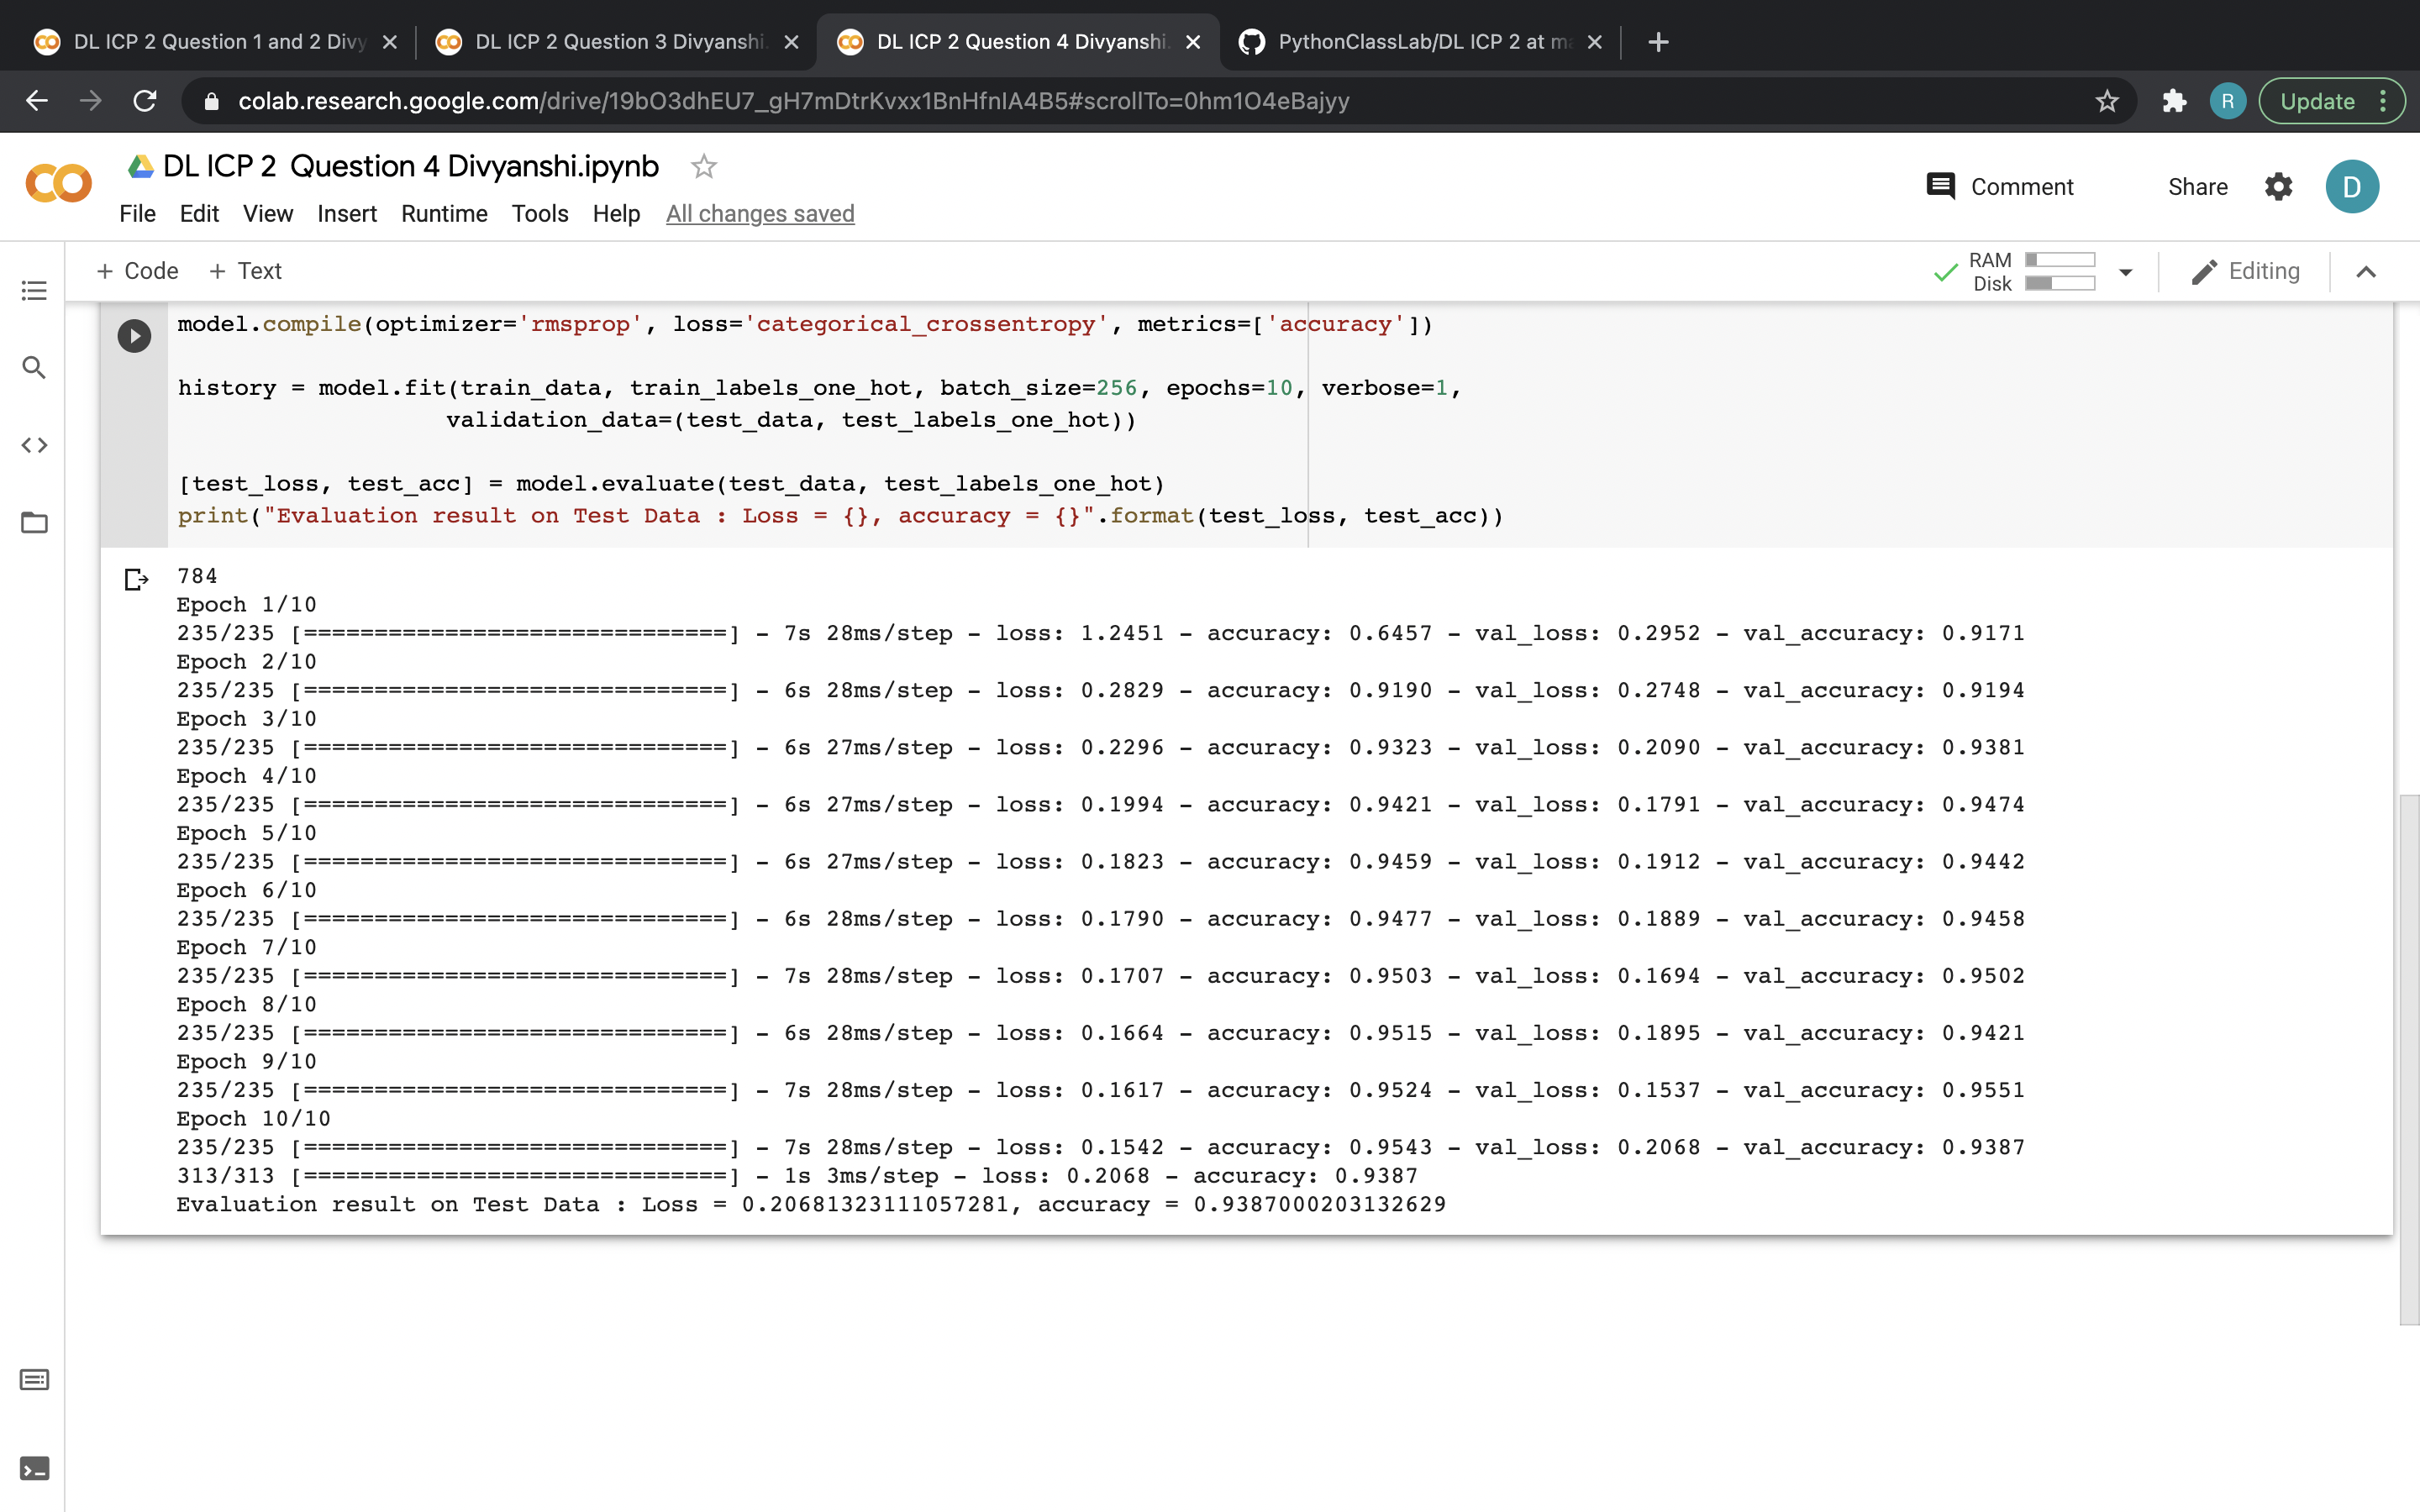 DL ICP 2 Question 1 and 2 Divy
DL ICP 2 Question 3 Divyanshi.
DL ICP 2 Question 4 Divyanshi.
PythonClassLab/DL ICP 2 at ma
colab.research.google.com/drive/19bO3dhEU7_gH7mDtrKvxx1BnHfnIA4B5#scrollTo=0hm1O4eBajyy
R
Update
DL ICP 2 Question 4 Divyanshi.ipynb
Comment
Share
D
File Edit View Insert Runtime Tools Help All changes saved
+ Code + Text
RAM
Disk
Editing
model.compile(optimizer='rmsprop', loss='categorical_crossentropy', metrics=['accuracy'])
history = model.fit(train_data, train_labels_one_hot, batch_size=256, epochs=10, verbose=1,
validation_data=(test_data, test_labels_one_hot))
[test_loss, test_acc] = model.evaluate(test_data, test_labels_one_hot)
print("Evaluation result on Test Data : Loss = {}, accuracy = {}".format(test_loss, test_acc))
784
Epoch 1/10
235/235 [==============================] - 7s 28ms/step - loss: 1.2451 - accuracy: 0.6457 - val_loss: 0.2952 - val_accuracy: 0.9171
Epoch 2/10
235/235 [==============================] - 6s 28ms/step - loss: 0.2829 - accuracy: 0.9190 - val_loss: 0.2748 - val_accuracy: 0.9194
Epoch 3/10
235/235 [==============================] - 6s 27ms/step - loss: 0.2296 - accuracy: 0.9323 - val_loss: 0.2090 - val_accuracy: 0.9381
Epoch 4/10
235/235 [==============================] - 6s 27ms/step - loss: 0.1994 - accuracy: 0.9421 - val_loss: 0.1791 - val_accuracy: 0.9474
Epoch 5/10
235/235 [==============================] - 6s 27ms/step - loss: 0.1823 - accuracy: 0.9459 - val_loss: 0.1912 - val_accuracy: 0.9442
Epoch 6/10
235/235 [==============================] - 6s 28ms/step - loss: 0.1790 - accuracy: 0.9477 - val_loss: 0.1889 - val_accuracy: 0.9458
Epoch 7/10
235/235 [==============================] - 7s 28ms/step - loss: 0.1707 - accuracy: 0.9503 - val_loss: 0.1694 - val_accuracy: 0.9502
Epoch 8/10
235/235 [==============================] - 6s 28ms/step - loss: 0.1664 - accuracy: 0.9515 - val_loss: 0.1895 - val_accuracy: 0.9421
Epoch 9/10
235/235 [==============================] - 7s 28ms/step - loss: 0.1617 - accuracy: 0.9524 - val_loss: 0.1537 - val_accuracy: 0.9551
Epoch 10/10
235/235 [==============================] - 7s 28ms/step - loss: 0.1542 - accuracy: 0.9543 - val_loss: 0.2068 - val_accuracy: 0.9387
313/313 [==============================] - 1s 3ms/step - loss: 0.2068 - accuracy: 0.9387
Evaluation result on Test Data : Loss = 0.20681323111057281, accuracy = 0.9387000203132629